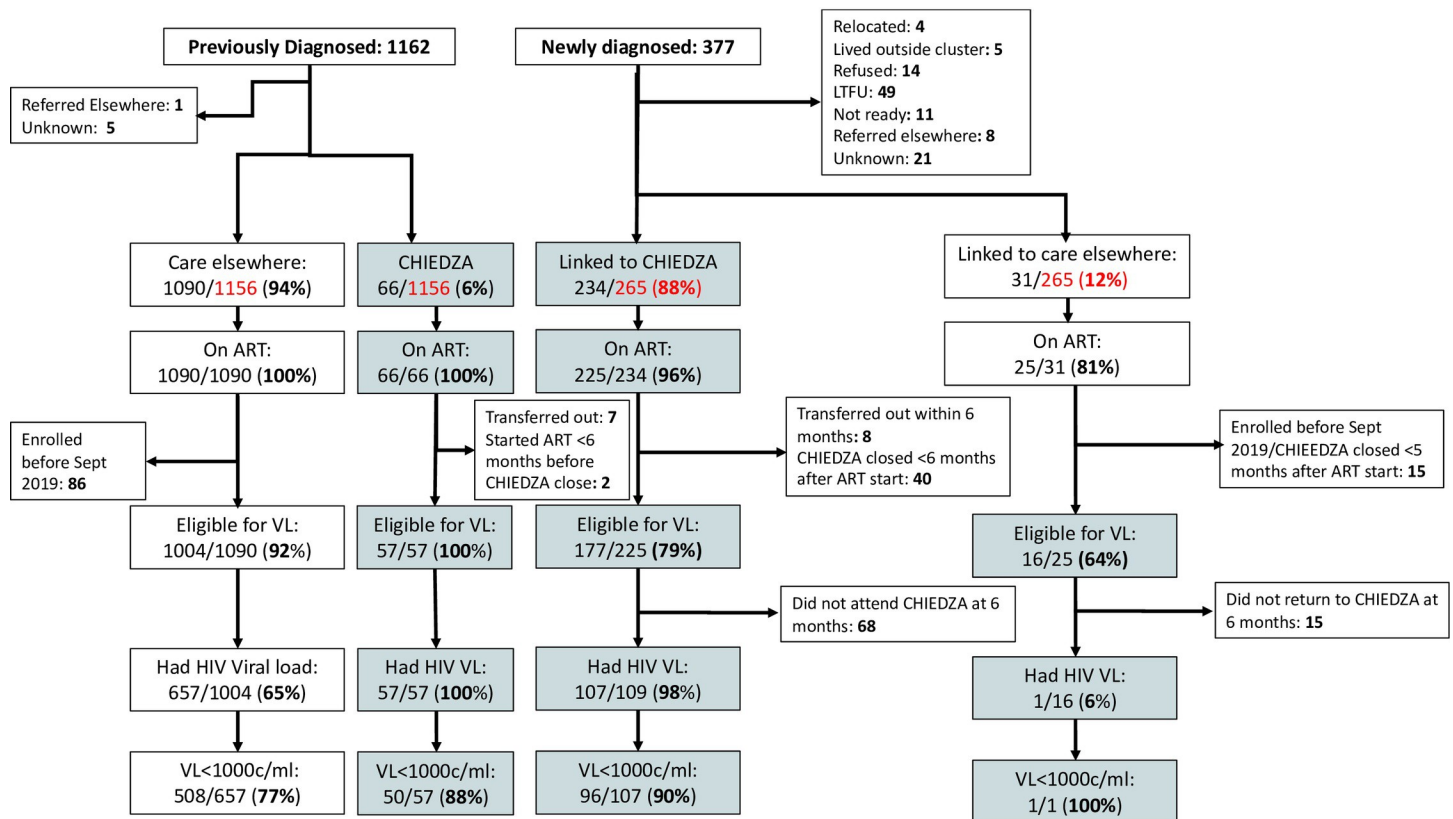 Previously Diagnosed: 1162
Newly diagnosed: 377
Relocated: 4
Lived outside cluster: 5
Refused: 14
LTFU: 49
Not ready: 11
Referred elsewhere: 8
Unknown: 21
Referred Elsewhere: 1
Unknown: 5
Care elsewhere:
1090/1156 (94%)
CHIEDZA
66/1156 (6%)
Linked to CHIEDZA
234/265 (88%)
Linked to care elsewhere:
31/265 (12%)
On ART:
1090/1090 (100%)
On ART:
66/66 (100%)
On ART:
225/234 (96%)
On ART:
25/31 (81%)
Enrolled
before Sept
2019: 86
Transferred out: 7
Started ART <6
months before
CHIEDZA close: 2
Transferred out within 6
months: 8
CHIEDZA closed <6 months
after ART start: 40
Enrolled before Sept
2019/CHIEEDZA closed <5
months after ART start: 15
Eligible for VL:
1004/1090 (92%)
Eligible for VL:
57/57 (100%)
Eligible for VL:
177/225 (79%)
Eligible for VL:
16/25 (64%)
Did not attend CHIEDZA at 6
months: 68
Did not return to CHIEDZA at
6 months: 15
Had HIV Viral load:
657/1004 (65%)
Had HIV VL:
57/57 (100%)
Had HIV VL:
107/109 (98%)
Had HIV VL:
1/16 (6%)
VL<1000c/ml:
508/657 (77%)
VL<1000c/ml:
50/57 (88%)
VL<1000c/ml:
96/107 (90%)
VL<1000c/ml:
1/1 (100%)